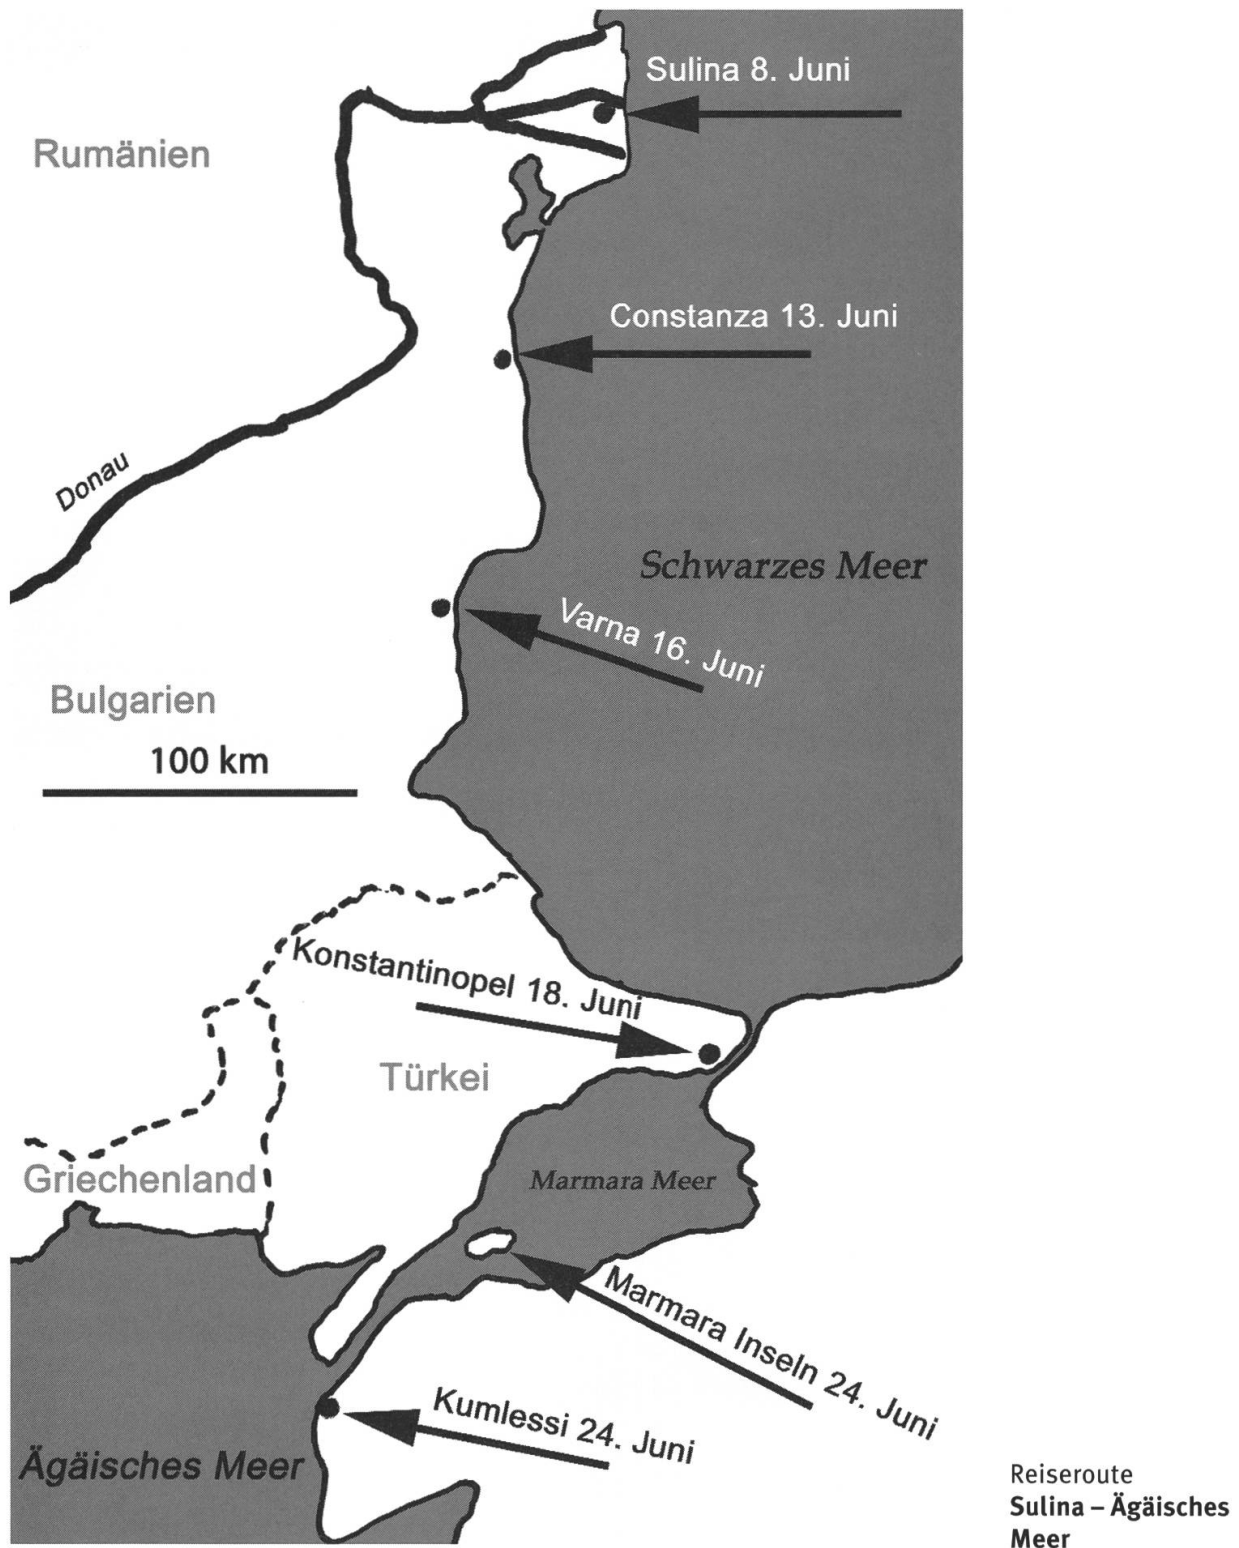 Sulina 8. Juni
Rumänien
Constanza 13. Juni
Donau
Schwarzes Meer
Varna 16. Juni
Bulgarien
100 km
Konstantinopel 18. Juni
Türkei
Griechenland
Marmara Meer
Marmara Inseln 24. Juni
Kumlessi 24. Juni
Ägäisches Meer
Reiseroute
Sulina – Ägäisches
Meer